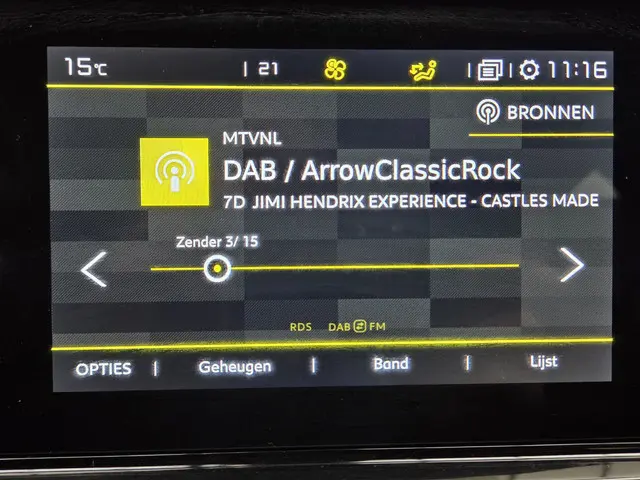 15°C | 21 | | 11:16
BRONNEN
MTVNL
DAB / ArrowClassicRock
7D JIMI HENDRIX EXPERIENCE - CASTLES MADE
Zender 3/ 15
RDS DAB FM
OPTIES | Geheugen | Band | Lijst